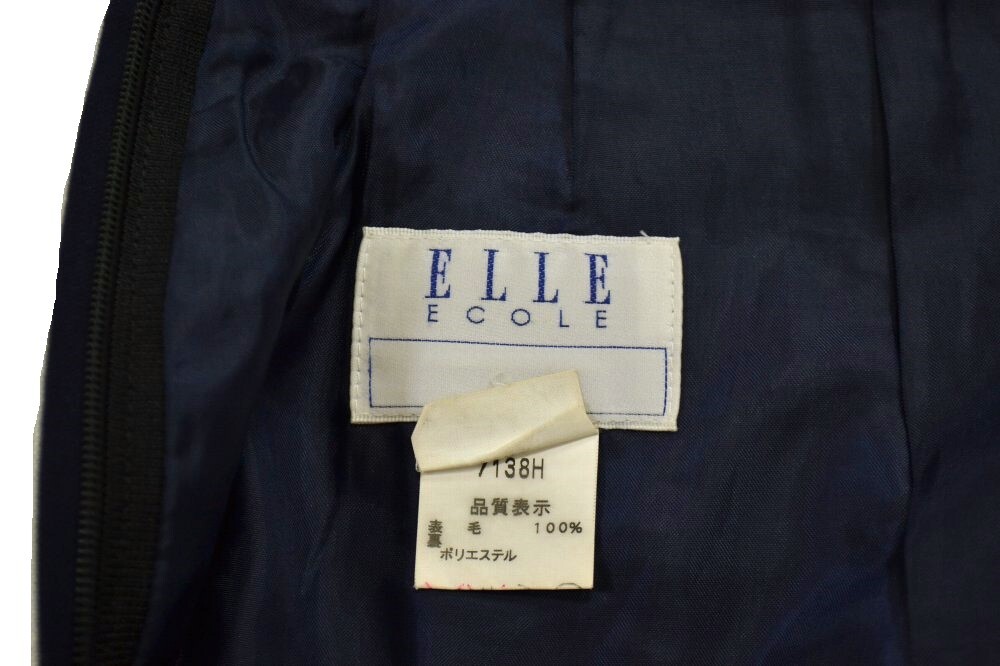 ELLE
ECOLE
7138H
品質表示
表 毛 100%
裏
ポリエステル